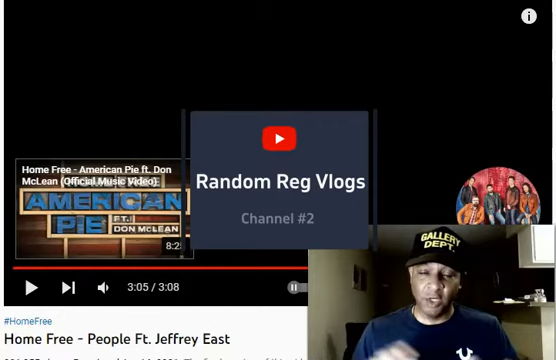 Home Free - American Pie ft. Don
McLean (Official Music Video)
AMERICAN
PIE
FT.
DON MCLEAN
8:25
Random Reg Vlogs
Channel #2
GALLERY
DEPT.
3:05 / 3:08
#HomeFree
Home Free - People Ft. Jeffrey East